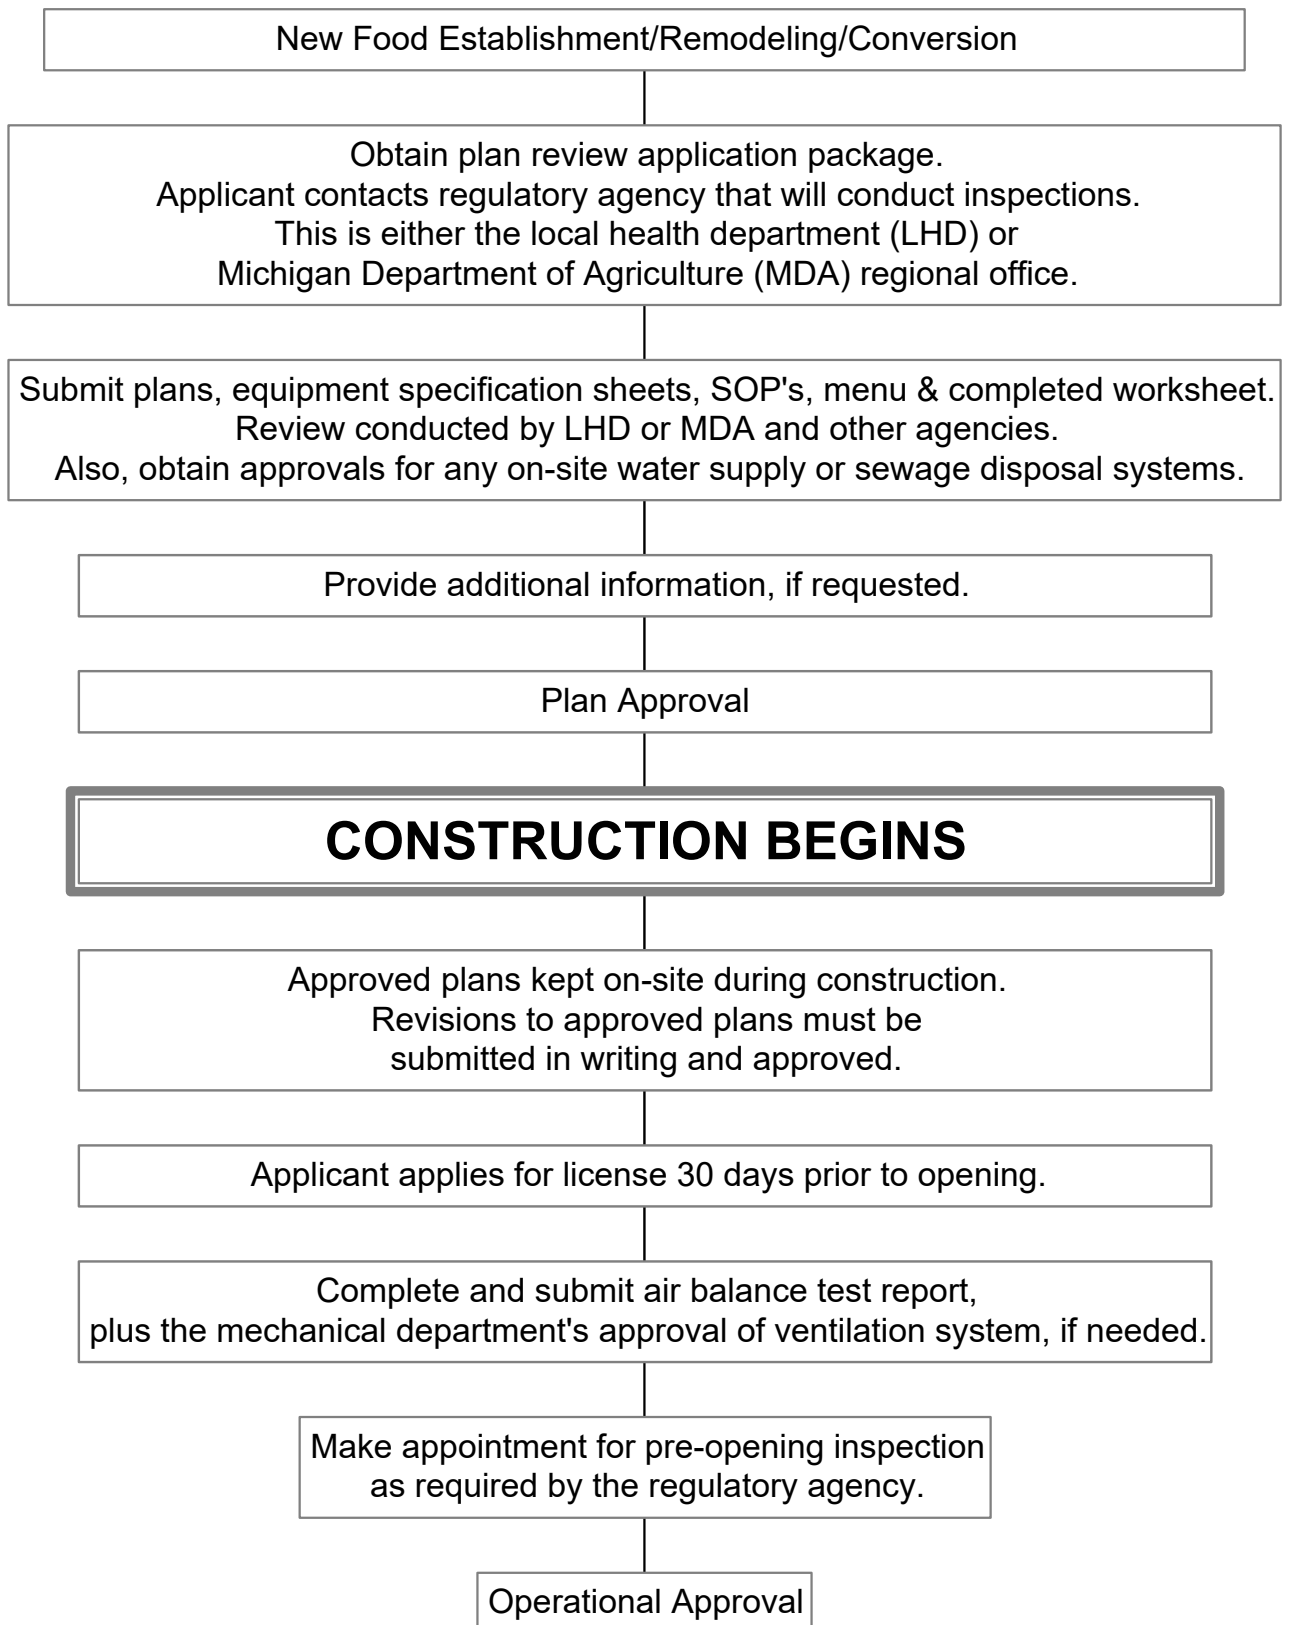 New Food Establishment/Remodeling/Conversion
Obtain plan review application package.
Applicant contacts regulatory agency that will conduct inspections.
This is either the local health department (LHD) or
Michigan Department of Agriculture (MDA) regional office.
Submit plans, equipment specification sheets, SOP's, menu & completed worksheet.
Review conducted by LHD or MDA and other agencies.
Also, obtain approvals for any on-site water supply or sewage disposal systems.
Provide additional information, if requested.
Plan Approval
CONSTRUCTION BEGINS
Approved plans kept on-site during construction.
Revisions to approved plans must be
submitted in writing and approved.
Applicant applies for license 30 days prior to opening.
Complete and submit air balance test report,
plus the mechanical department's approval of ventilation system, if needed.
Make appointment for pre-opening inspection
as required by the regulatory agency.
Operational Approval